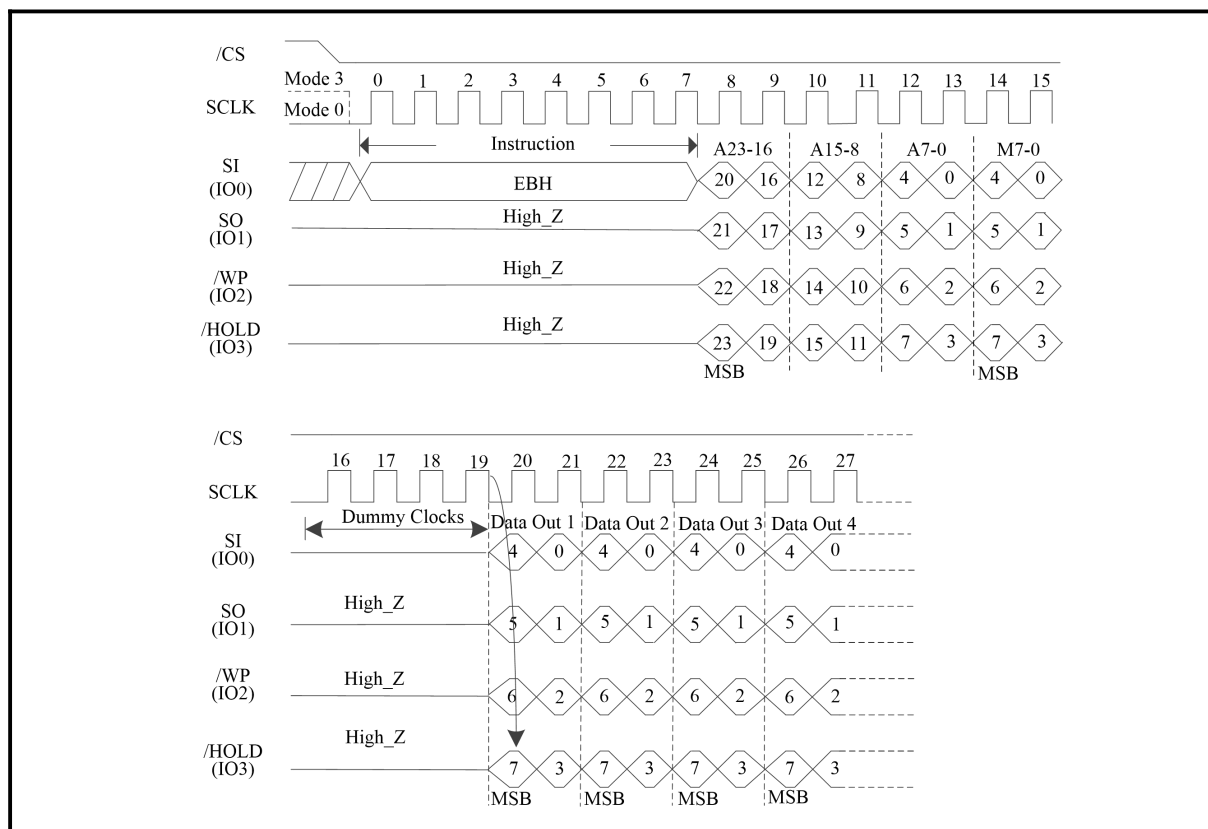 /CS
Mode 3
0 1 2 3 4 5 6 7 8 9 10 11 12 13 14 15
SCLK
Mode 0
Instruction
A23-16 A15-8 A7-0 M7-0
SI
(IO0)
EBH
20 16 12 8 4 0 4 0
SO
(IO1)
High_Z
21 17 13 9 5 1 5 1
/WP
(IO2)
High_Z
22 18 14 10 6 2 6 2
/HOLD
(IO3)
High_Z
23 19 15 11 7 3 7 3
MSB MSB
/CS
16 17 18 19 20 21 22 23 24 25 26 27
SCLK
Dummy Clocks
Data Out 1 Data Out 2 Data Out 3 Data Out 4
SI
(IO0)
4 0 4 0 4 0 4 0
SO
(IO1)
High_Z
5 1 5 1 5 1 5 1
/WP
(IO2)
High_Z
6 2 6 2 6 2 6 2
/HOLD
(IO3)
High_Z
7 3 7 3 7 3 7 3
MSB MSB MSB MSB